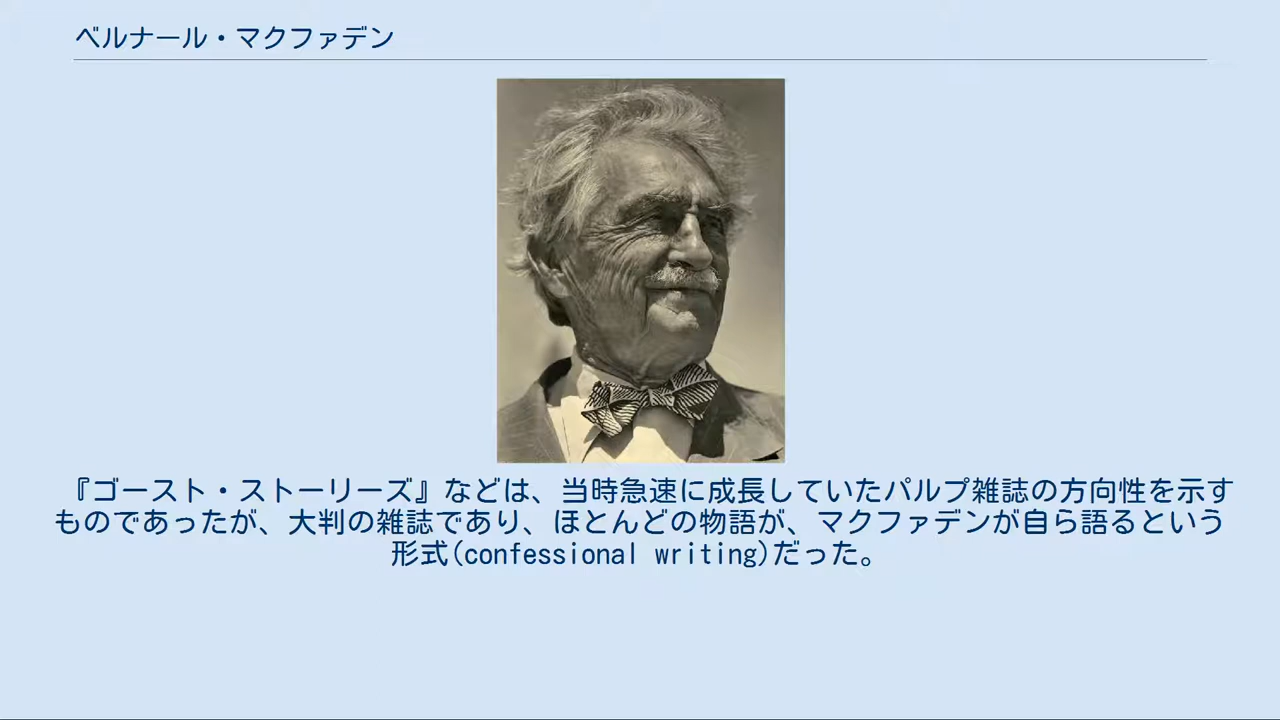 ベルナール・マクファデン
『ゴースト・ストーリーズ』などは、当時急速に成長していたパルプ雑誌の方向性を示す
ものであったが、大判の雑誌であり、ほとんどの物語が、マクファデンが自ら語るという
形式(confessional writing)だった。